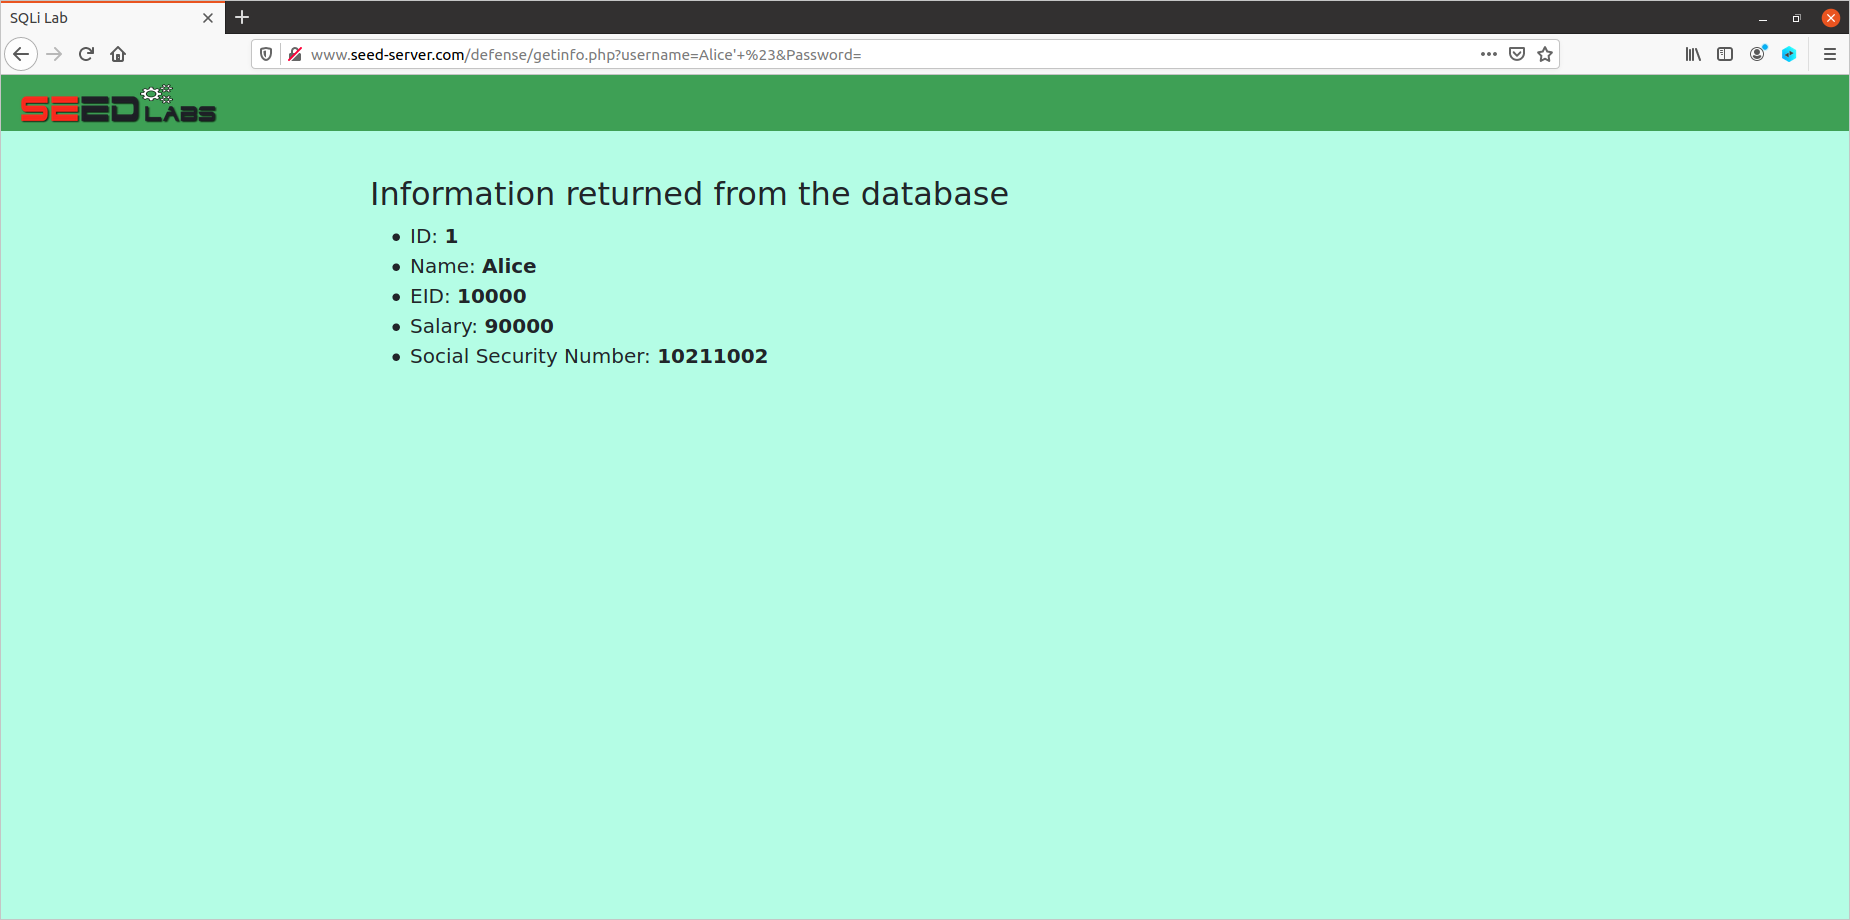 SQLi Lab
www.seed-server.com/defense/getinfo.php?username=Alice'+%23&Password=
SEED LABS
Information returned from the database
ID: 1
Name: Alice
EID: 10000
Salary: 90000
Social Security Number: 10211002